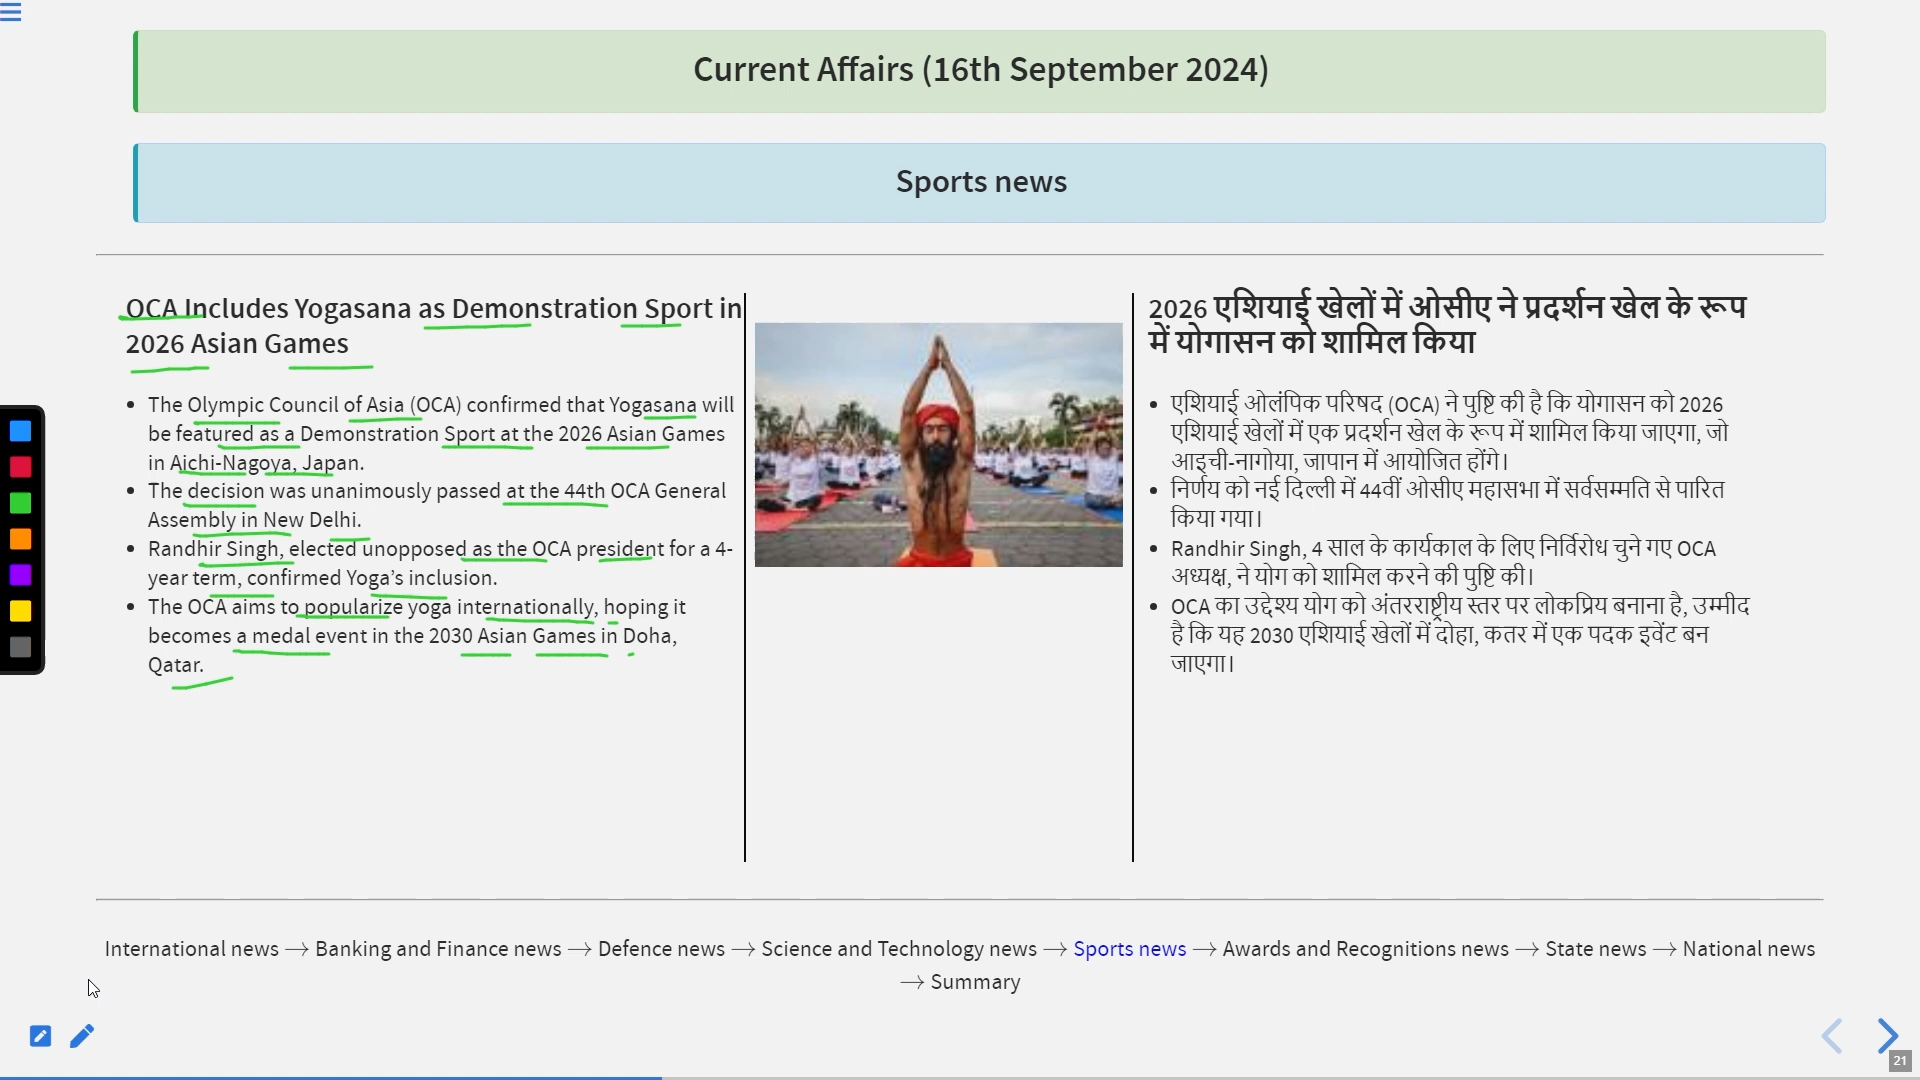 Current Affairs (16th September 2024)
Sports news
OCA Includes Yogasana as Demonstration Sport in
2026 Asian Games
The Olympic Council of Asia (OCA) confirmed that Yogasana will
be featured as a Demonstration Sport at the 2026 Asian Games
in Aichi-Nagoya, Japan.
The decision was unanimously passed at the 44th OCA General
Assembly in New Delhi.
Randhir Singh, elected unopposed as the OCA president for a 4-
year term, confirmed Yoga's inclusion.
The OCA aims to popularize yoga internationally, hoping it
becomes a medal event in the 2030 Asian Games in Doha,
Qatar.
2026 एशियाई खेलों में ओसीए ने प्रदर्शन खेल के रूप
में योगासन को शामिल किया
एशियाई ओलंपिक परिषद (OCA) ने पुष्टि की है कि योगासन को 2026
एशियाई खेलों में एक प्रदर्शन खेल के रूप में शामिल किया जाएगा, जो
आइची-नागोया, जापान में आयोजित होंगे।
निर्णय को नई दिल्ली में 44वीं ओसीए महासभा में सर्वसम्मति से पारित
किया गया।
Randhir Singh, 4 साल के कार्यकाल के लिए निर्विरोध चुने गए OCA
अध्यक्ष, ने योग को शामिल करने की पुष्टि की।
OCA का उद्देश्य योग को अंतरराष्ट्रीय स्तर पर लोकप्रिय बनाना है, उम्मीद
है कि यह 2030 एशियाई खेलों में दोहा, कतर में एक पदक इवेंट बन
जाएगा।
International news → Banking and Finance news → Defence news → Science and Technology news → Sports news → Awards and Recognitions news → State news → National news
→ Summary
21